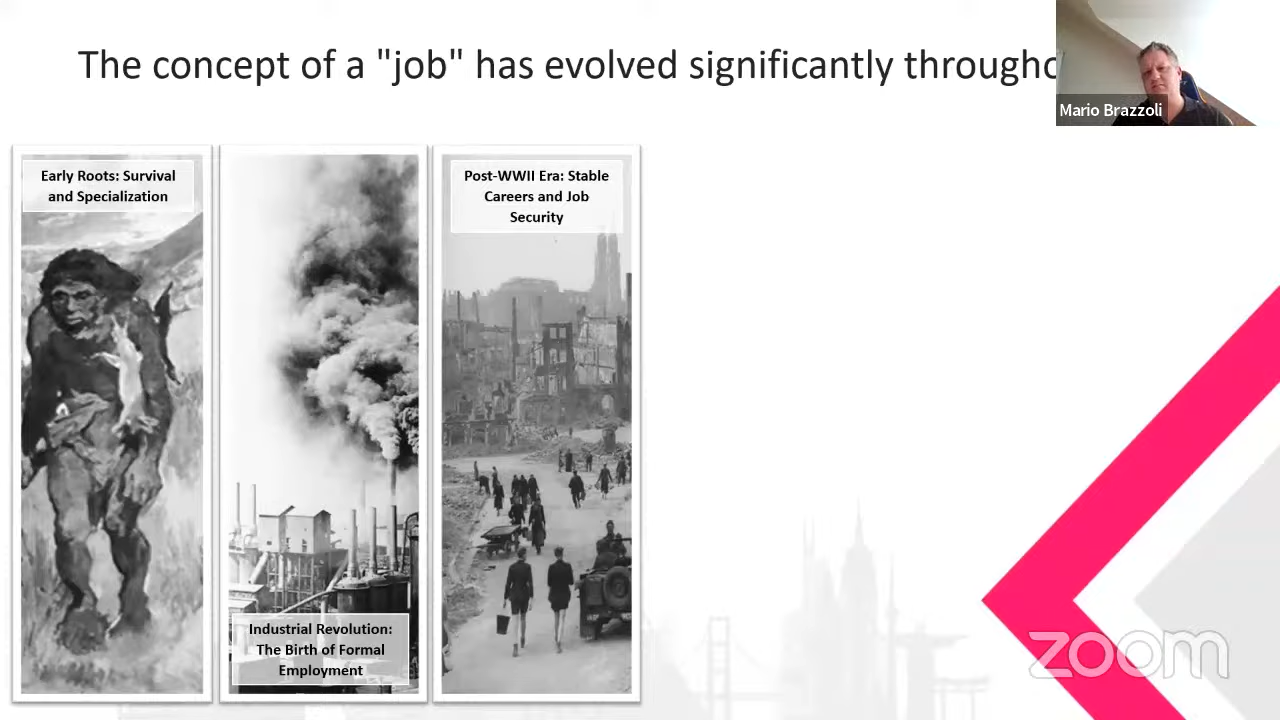 The concept of a "job" has evolved significantly
Mario Brazzoli
Early Roots: Survival
and Specialization
Industrial Revolution:
The Birth of Formal
Employment
Post-WWII Era: Stable
Careers and Job
Security
zoom